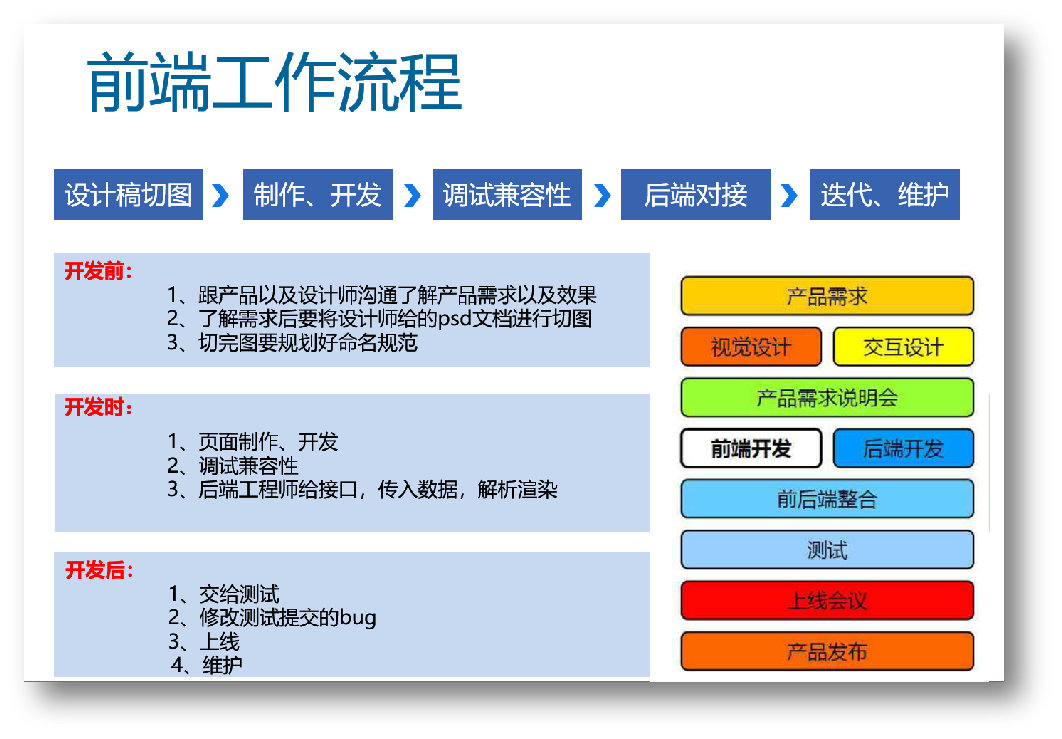 前端工作流程
设计稿切图
制作、开发
调试兼容性
后端对接
迭代、维护
开发前:
1、跟产品以及设计师沟通了解产品需求以及效果
2、了解需求后要将设计师给的psd文档进行切图
3、切完图要规划好命名规范
开发时:
1、页面制作、开发
2、调试兼容性
3、后端工程师给接口，传入数据，解析渲染
开发后:
1、交给测试
2、修改测试提交的bug
3、上线
4、维护
产品需求
视觉设计
交互设计
产品需求说明会
前端开发
后端开发
前后端整合
测试
上线会议
产品发布